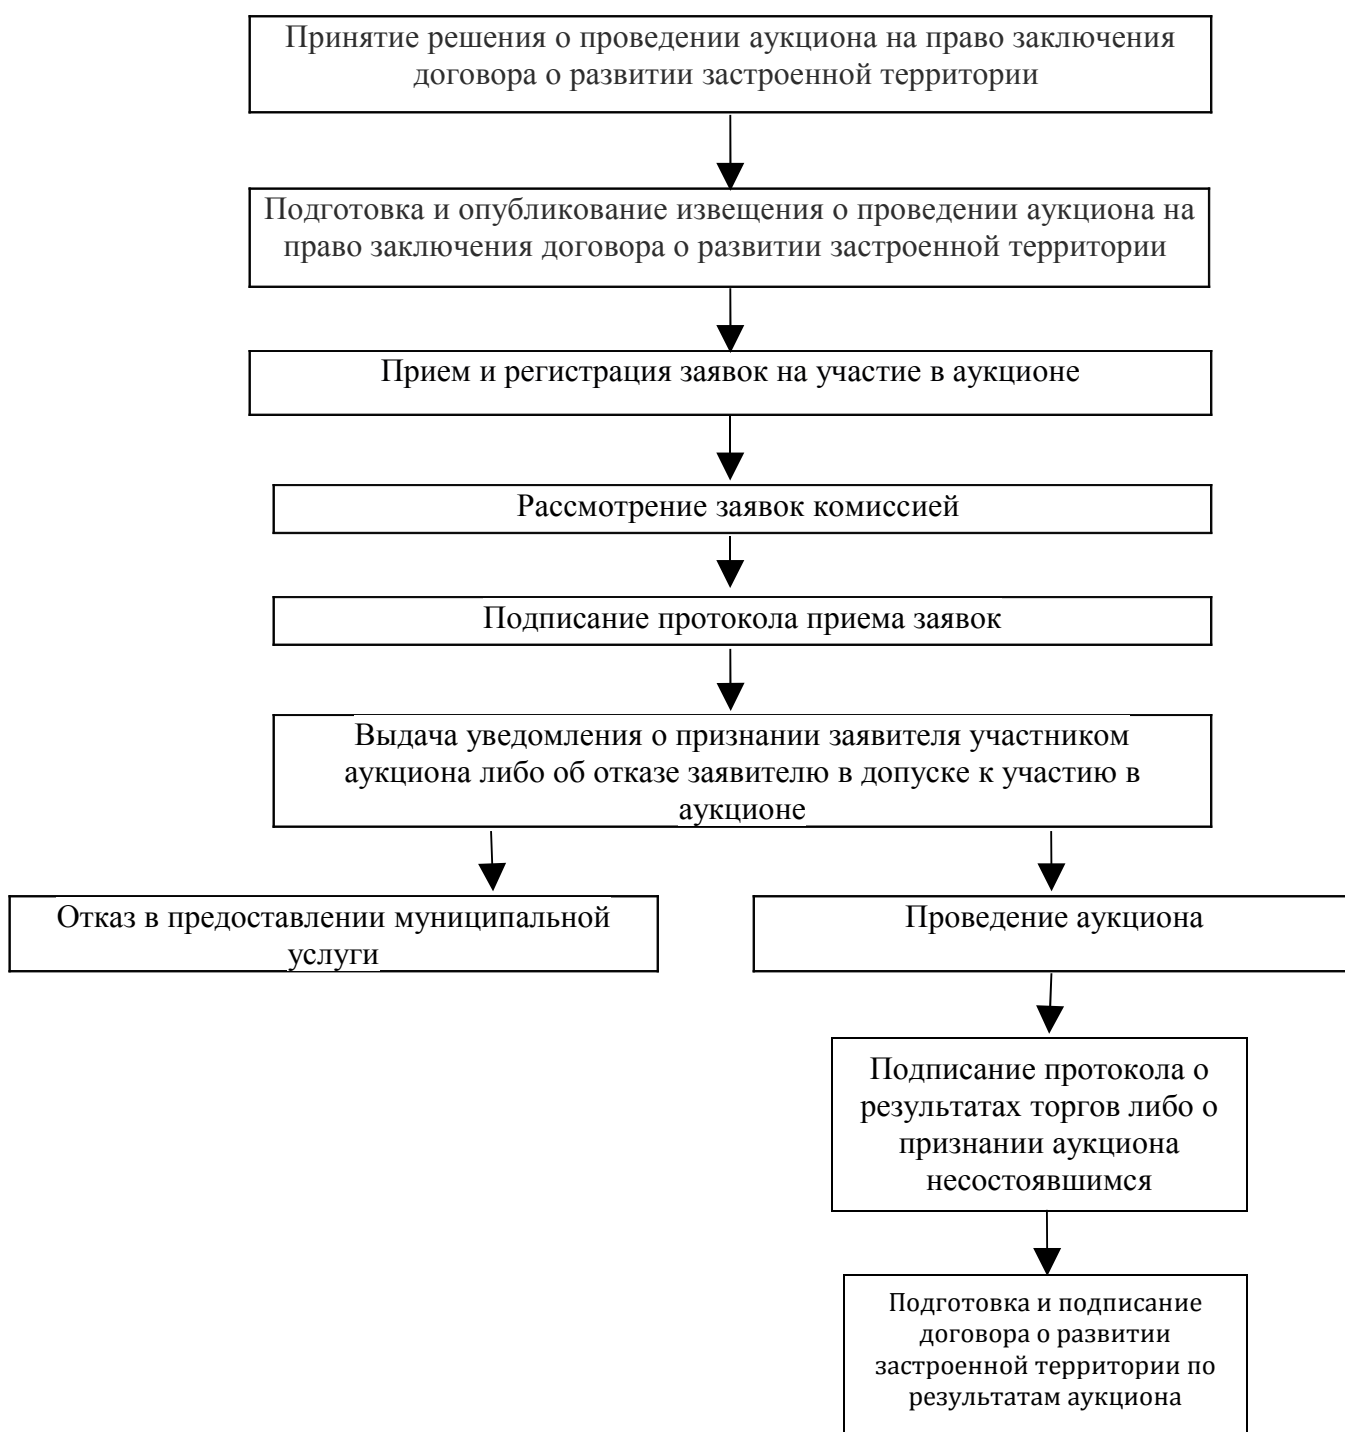 Принятие решения о проведении аукциона на право заключения
договора о развитии застроенной территории
Подготовка и опубликование извещения о проведении аукциона на
право заключения договора о развитии застроенной территории
Прием и регистрация заявок на участие в аукционе
Рассмотрение заявок комиссией
Подписание протокола приема заявок
Выдача уведомления о признании заявителя участником
аукциона либо об отказе заявителю в допуске к участию в
аукционе
Отказ в предоставлении муниципальной
услуги
Проведение аукциона
Подписание протокола о
результатах торгов либо о
признании аукциона
несостоявшимся
Подготовка и подписание
договора о развитии
застроенной территории по
результатам аукциона